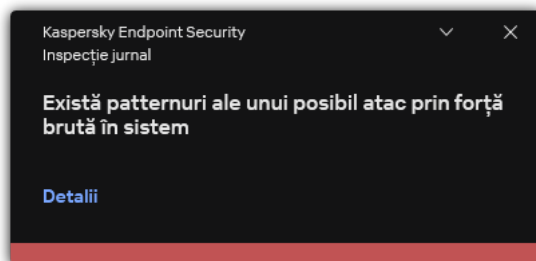 Kaspersky Endpoint Security
Inspecție jurnal
Există patternuri ale unui posibil atac prin forță
brută în sistem
Detalii